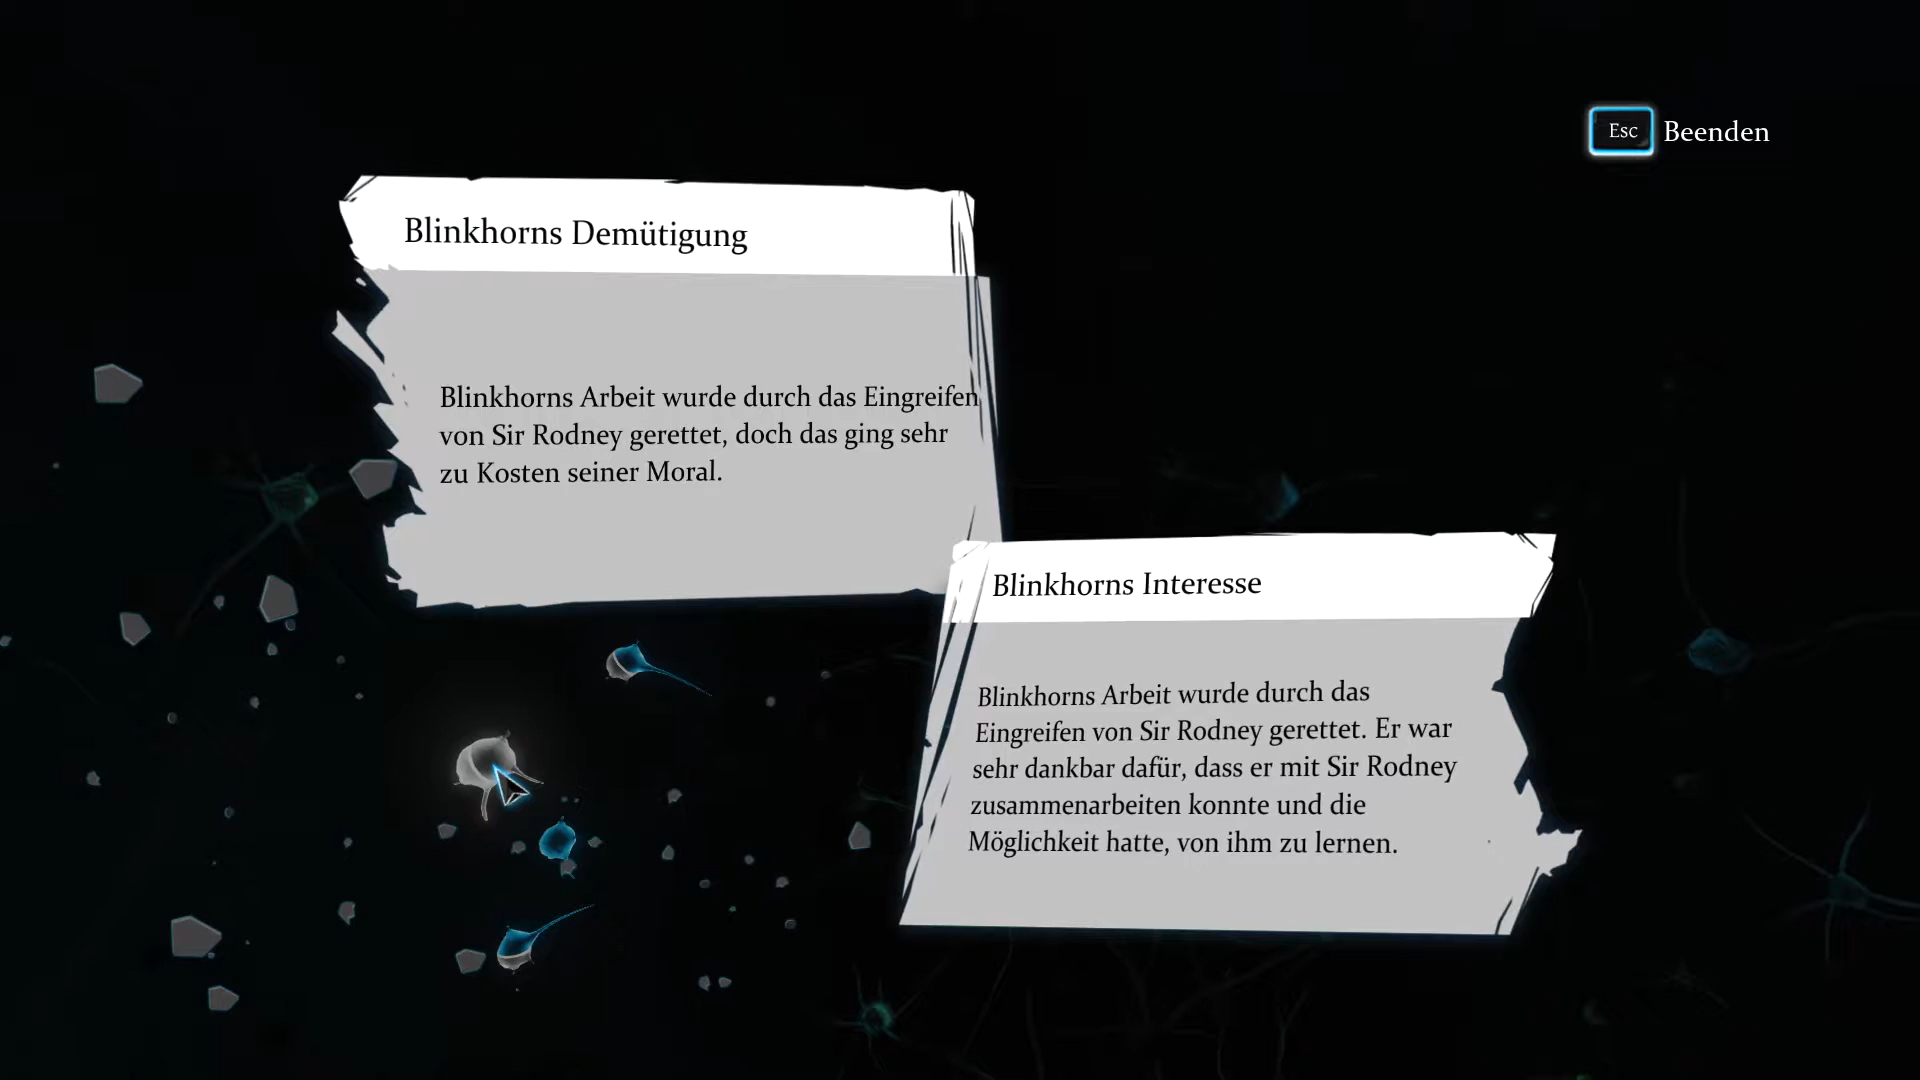 Esc Beenden
Blinkhorns Demütigung
Blinkhorns Arbeit wurde durch das Eingreifen
von Sir Rodney gerettet, doch das ging sehr
zu Kosten seiner Moral.
Blinkhorns Interesse
Blinkhorns Arbeit wurde durch das
Eingreifen von Sir Rodney gerettet. Er war
sehr dankbar dafür, dass er mit Sir Rodney
zusammenarbeiten konnte und die
Möglichkeit hatte, von ihm zu lernen.